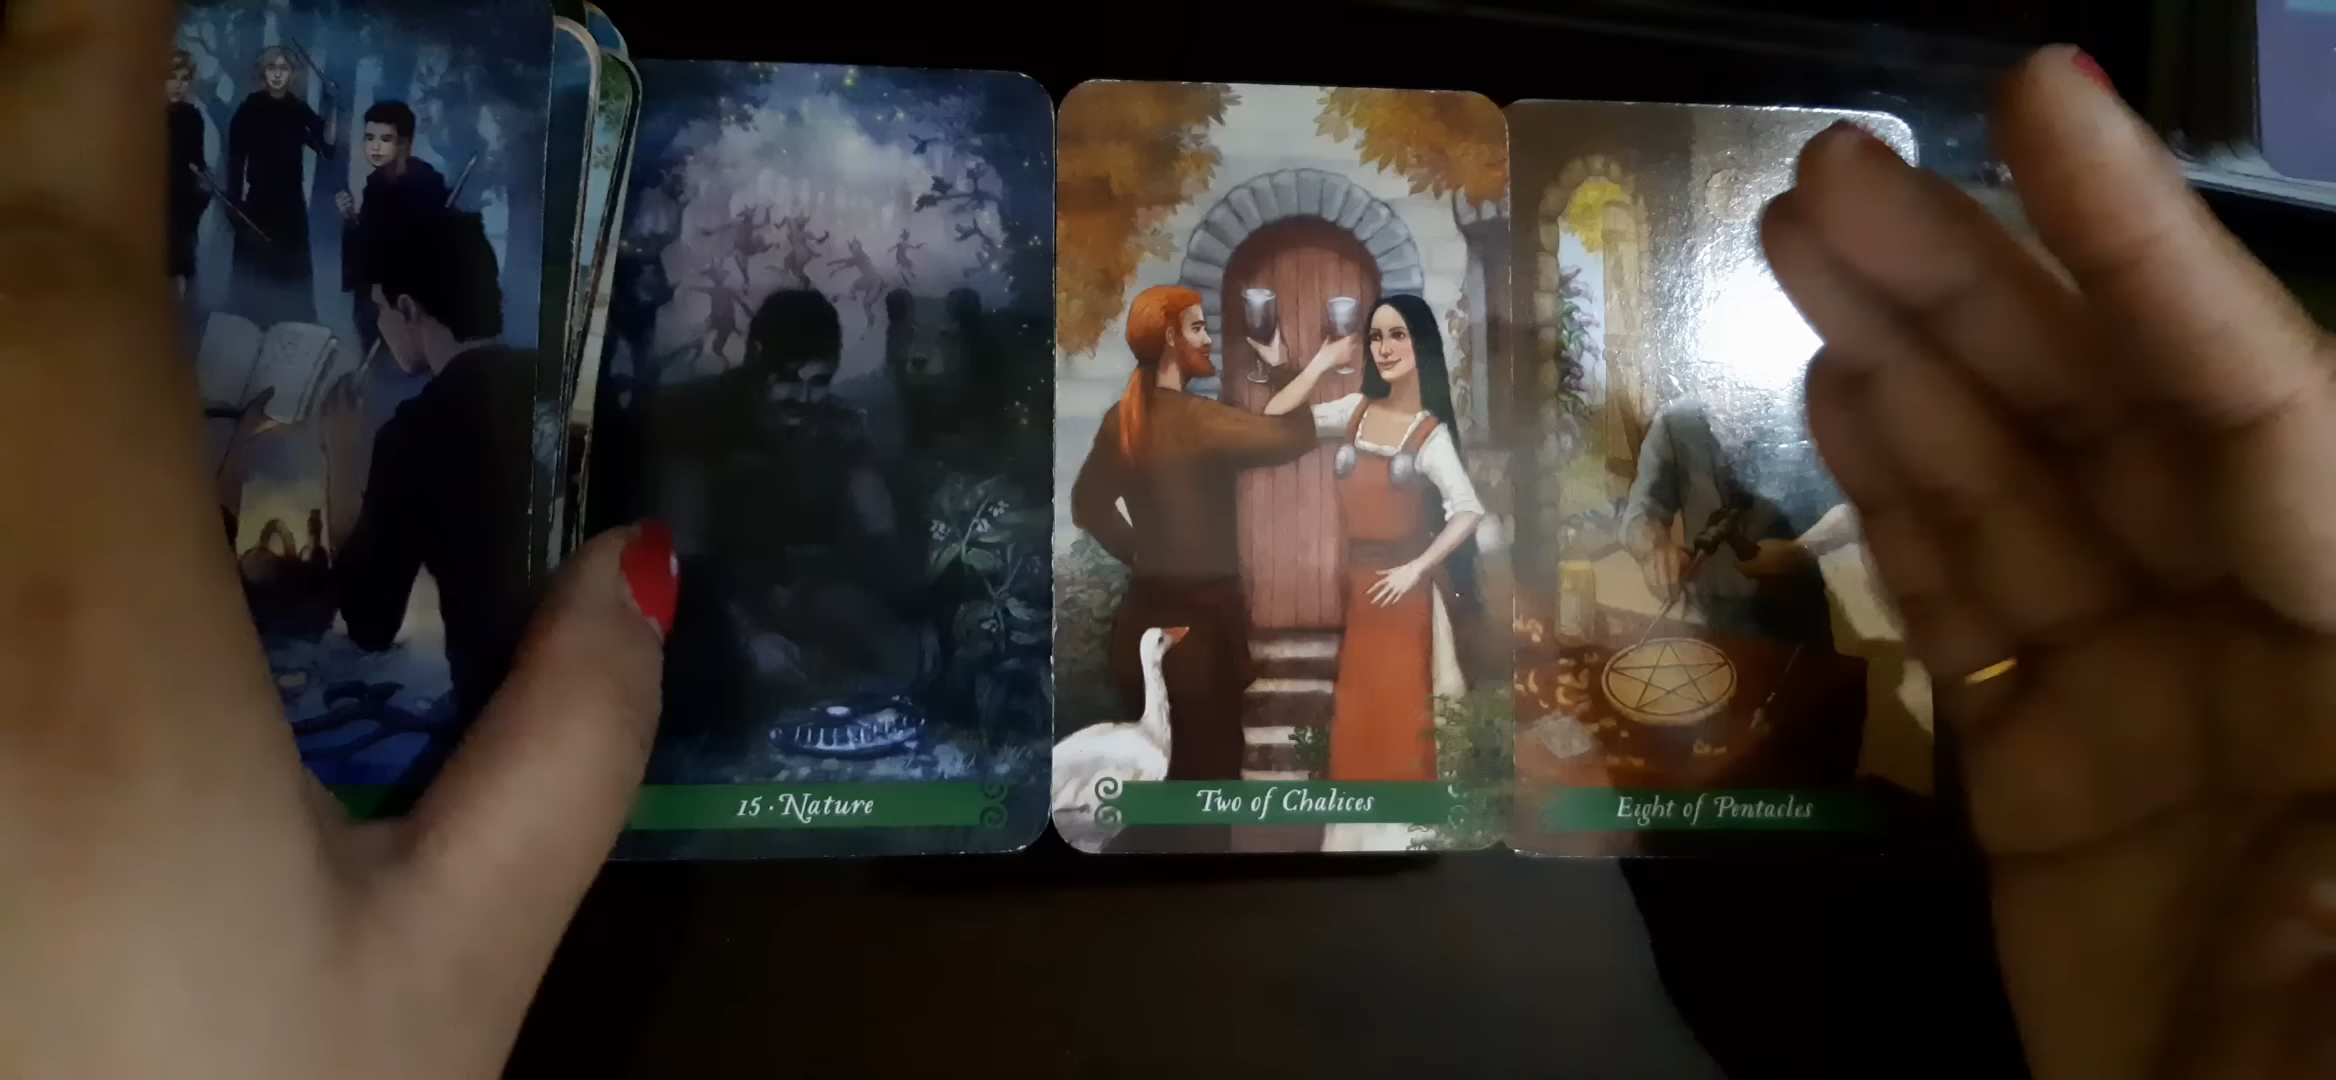 15 · Nature
Two of Chalices
Eight of Pentacles